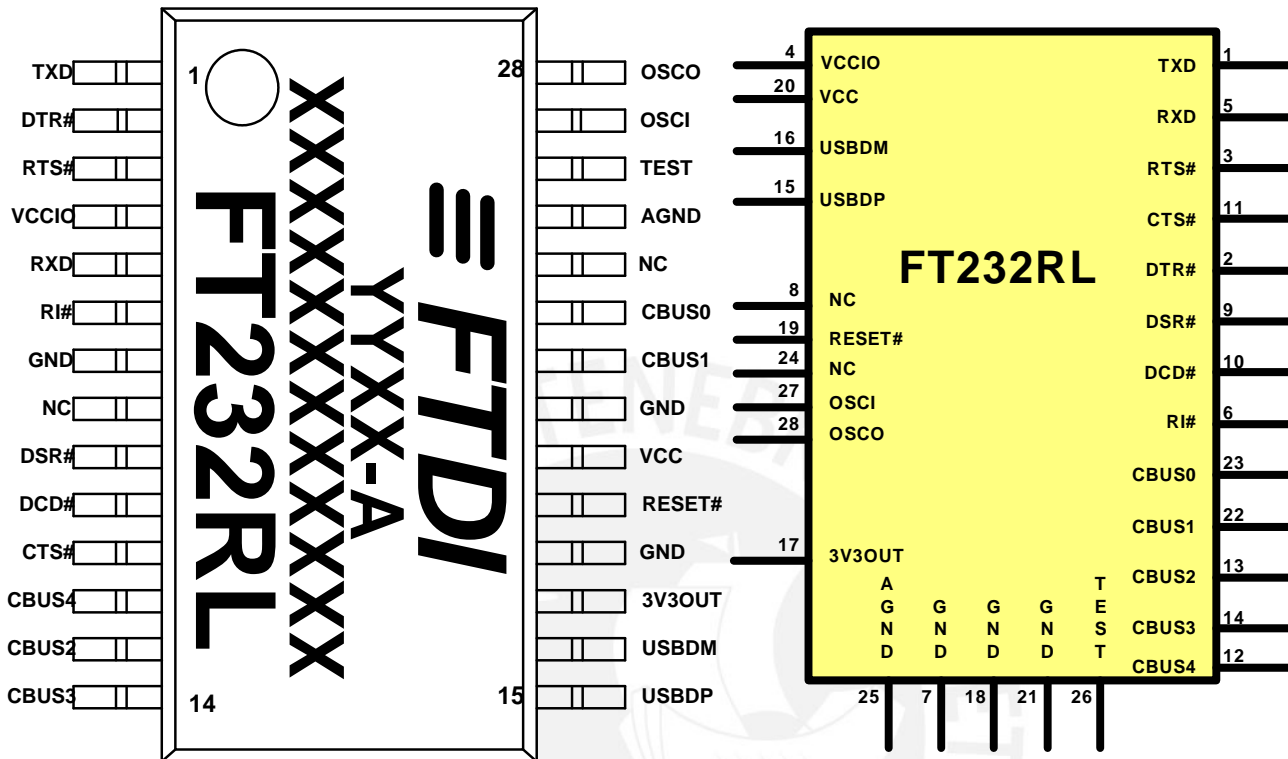 TXD
DTR#
RTS#
VCCIO
RXD
RI#
GND
NC
DSR#
DCD#
CTS#
CBUS4
CBUS2
CBUS3
1
28
14
15
FT232RL
XXXXXXXXXXXX
YYXX-A
FTDI
OSCO
OSCI
TEST
AGND
NC
CBUS0
CBUS1
GND
VCC
RESET#
GND
3V3OUT
USBDM
USBDP
4 VCCIO
20 VCC
16 USBDM
15 USBDP
8 NC
19 RESET#
24 NC
27 OSCI
28 OSCO
17 3V3OUT
FT232RL
TXD 1
RXD 5
RTS# 3
CTS# 11
DTR# 2
DSR# 9
DCD# 10
RI# 6
CBUS0 23
CBUS1 22
CBUS2 13
CBUS3 14
CBUS4 12
AGND
GND
GND
GND
TEST
25 7 18 21 26
TENEB